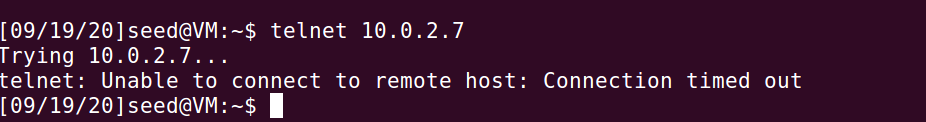 [09/19/20]seed@VM:~$ telnet 10.0.2.7
Trying 10.0.2.7...
telnet: Unable to connect to remote host: Connection timed out
[09/19/20]seed@VM:~$